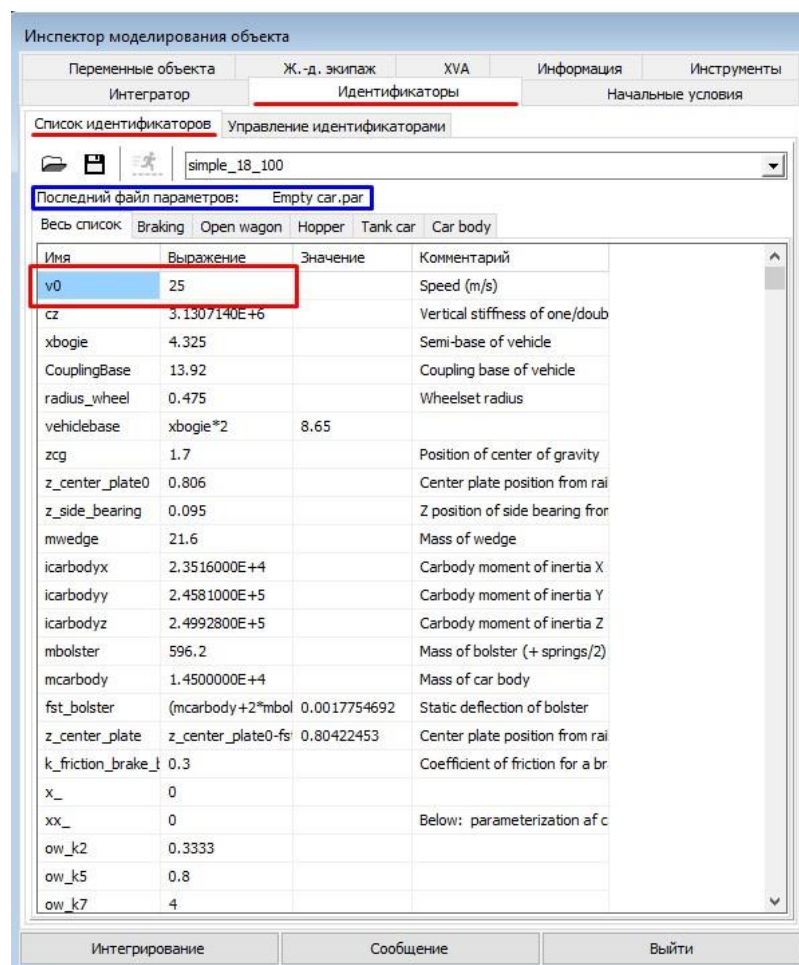 Инспектор моделирования объекта
Переменные объекта Ж.-д. экипаж XVA Информация Инструменты
Интегратор Идентификаторы Начальные условия
Список идентификаторов Управление идентификаторами
simple_18_100
Последний файл параметров: Empty car.par
Весь список Braking Open wagon Hopper Tank car Car body
Имя Выражение Значение Комментарий
v0 25 Speed (m/s)
cz 3.1307140E+6 Vertical stiffness of one/doub
xbogie 4.325 Semi-base of vehicle
CouplingBase 13.92 Coupling base of vehicle
radius_wheel 0.475 Wheelset radius
vehiclebase xbogie*2 8.65
zcg 1.7 Position of center of gravity
z_center_plate0 0.806 Center plate position from rai
z_side_bearing 0.095 Z position of side bearing from
mwedge 21.6 Mass of wedge
icarbodyx 2.3516000E+4 Carbody moment of inertia X
icarbodyy 2.4581000E+5 Carbody moment of inertia Y
icarbodyz 2.4992800E+5 Carbody moment of inertia Z
mbolster 596.2 Mass of bolster (+ springs/2)
mcarbody 1.4500000E+4 Mass of car body
fst_bolster (mcarbody+2*mbol 0.0017754692 Static deflection of bolster
z_center_plate z_center_plate0-fs 0.80422453 Center plate position from rai
k_friction_brake_b 0.3 Coefficient of friction for a br
x_ 0
xx_ 0 Below: parameterization af c
ow_k2 0.3333
ow_k5 0.8
ow_k7 4
Интегрирование Сообщение Выйти